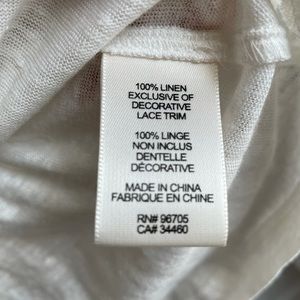 100% LINEN
EXCLUSIVE OF
DECORATIVE
LACE TRIM
100% LINGE
NON INCLUS
DENTELLE
DÉCORATIVE
MADE IN CHINA
FABRIQUE EN CHINE
RN# 96705
CA# 34460